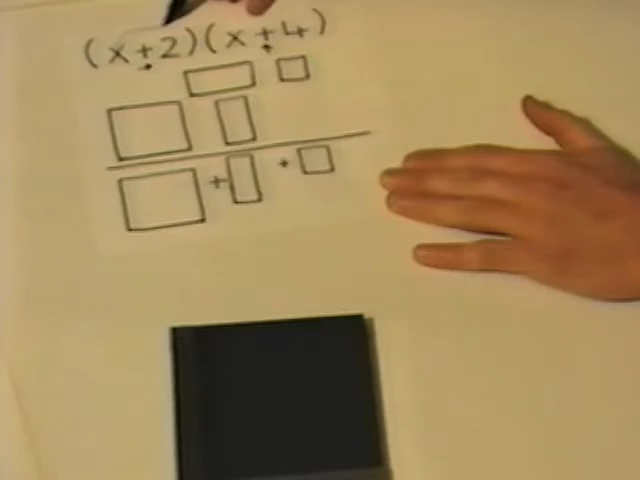 (x+2)(x+4)
+ +